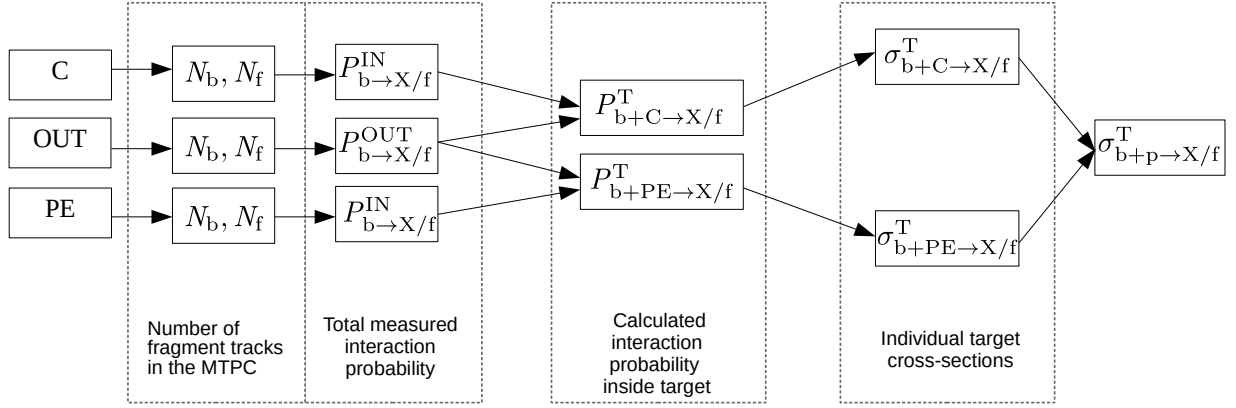 C
N_b, N_f
P^IN_b→X/f
OUT
N_b, N_f
P^OUT_b→X/f
PE
N_b, N_f
P^IN_b→X/f
P^T_b+C→X/f
P^T_b+PE→X/f
σ^T_b+C→X/f
σ^T_b+PE→X/f
σ^T_b+p→X/f
Number of
fragment tracks
in the MTPC
Total measured
interaction
probability
Calculated
interaction
probability
inside target
Individual target
cross-sections